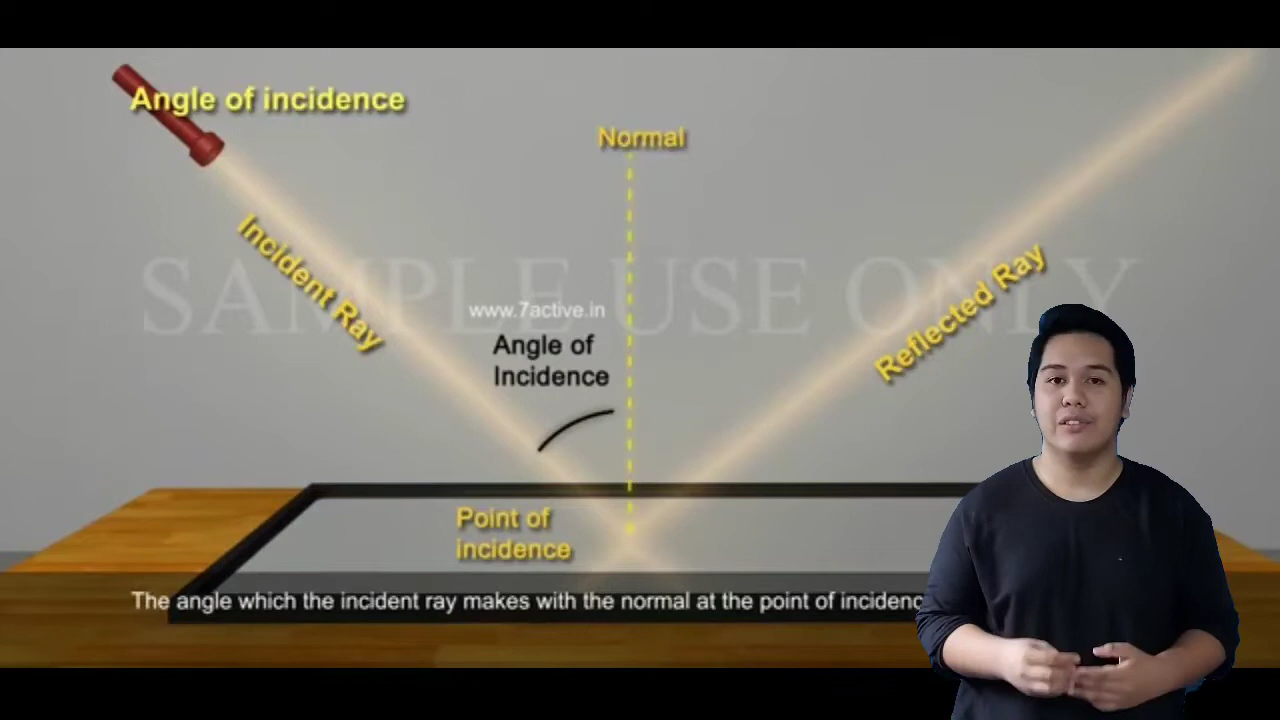 Angle of incidence
Normal
Incident Ray
SAMPLE USE ONLY
Reflected Ray
www.7active.in
Angle of
Incidence
Point of
incidence
The angle which the incident ray makes with the normal at the point of incidenc